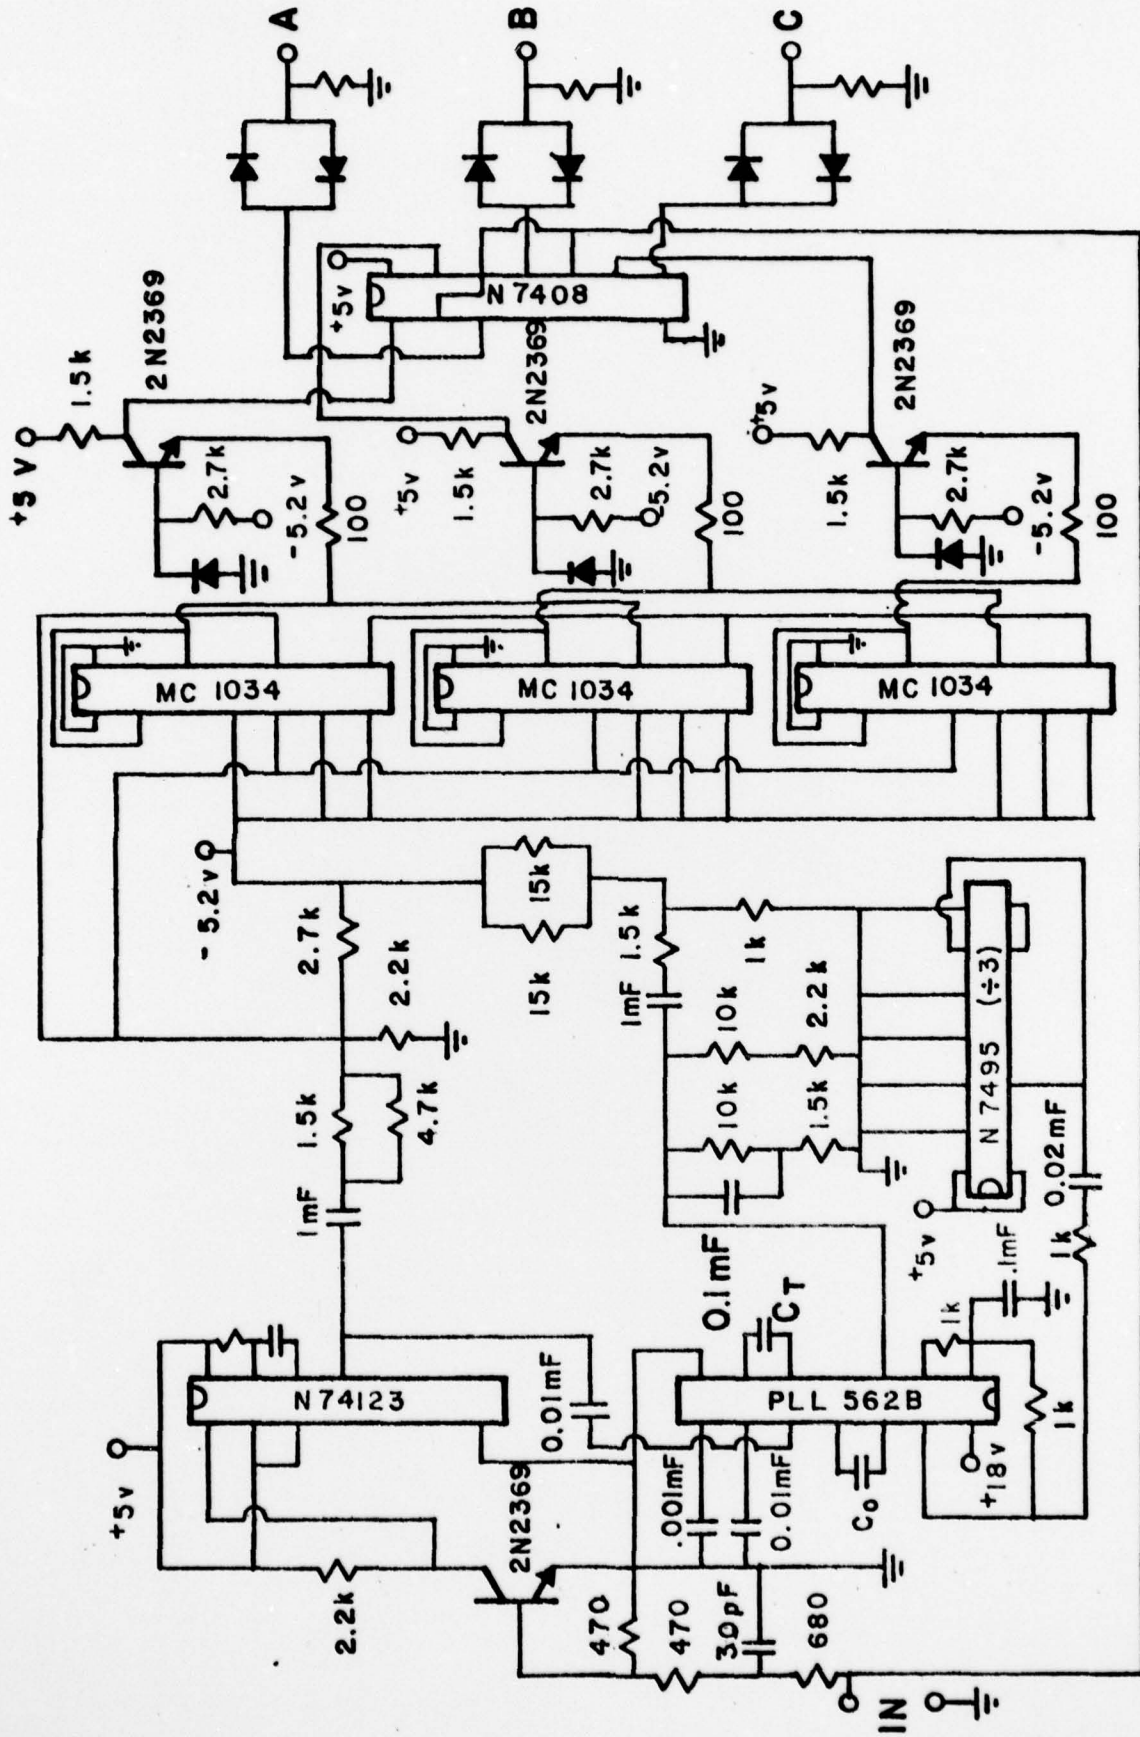 A
B
C
+5 V
1.5k
2N2369
2.7k
-5.2v
100
+5v
1.5k
2N2369
2.7k
-5.2v
100
+5v
1.5k
2N2369
2.7k
-5.2v
100
+5v
N 7408
MC 1034
MC 1034
MC 1034
-5.2v
2.7k
2.2k
1.5k
4.7k
1mF
15k
15k
1.5k
1mF
1k
10k
2.2k
10k
1.5k
0.1mF
N 7495 (÷3)
+5v
0.02mF
1k
.1mF
1k
1k
+18v
CT
PLL 562B
Co
.001mF
0.01mF
0.01mF
N74123
+5v
2.2k
2N2369
470
470
30pF
680
IN